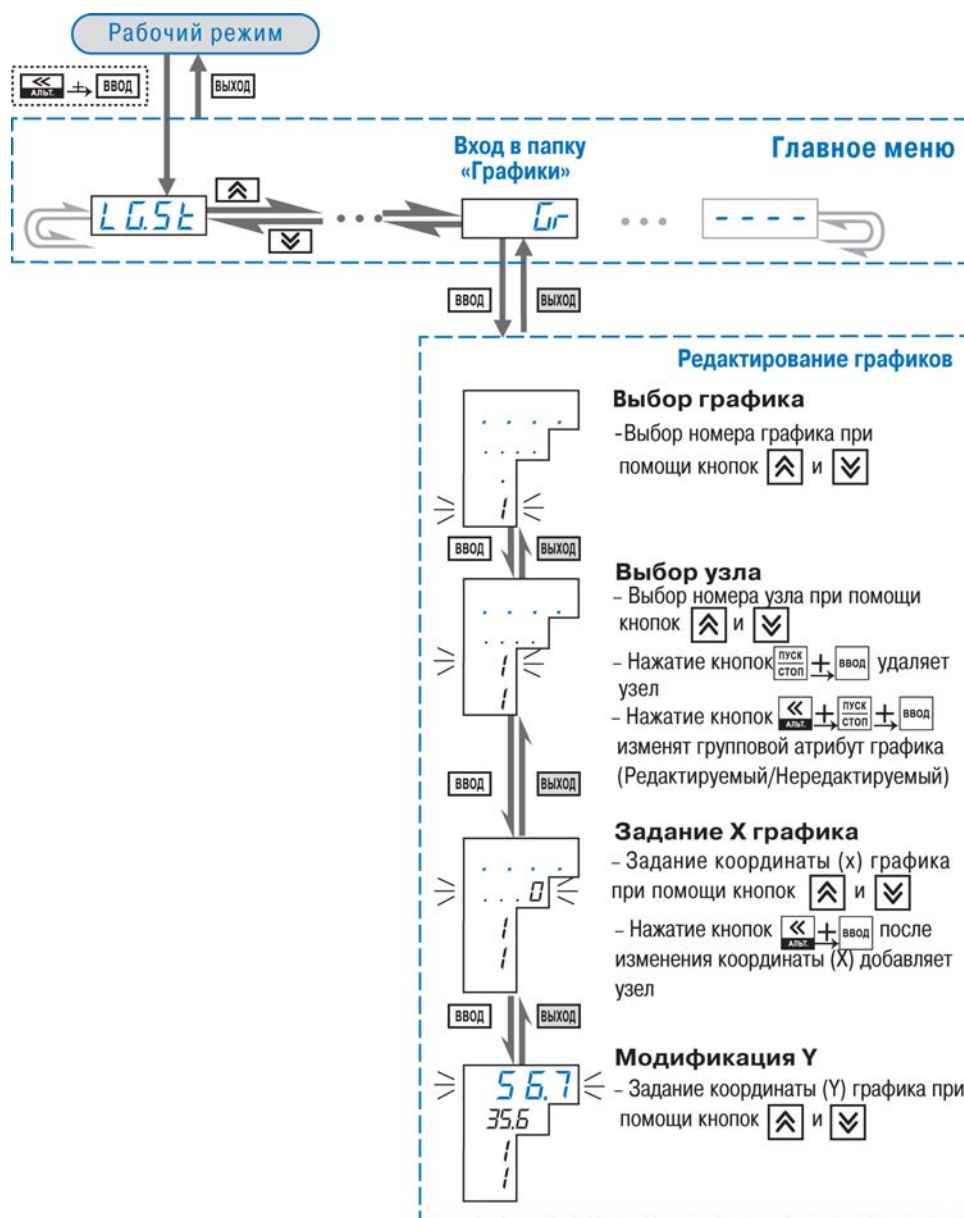 Рабочий режим
АЛЬТ. + ВВОД
ВЫХОД
Вход в папку
«Графики»
Главное меню
LG.St
Gr
- - - -
ВВОД
ВЫХОД
Редактирование графиков
Выбор графика
-Выбор номера графика при
помощи кнопок и
1
ВВОД
ВЫХОД
Выбор узла
– Выбор номера узла при помощи
кнопок и
– Нажатие кнопок ПУСК СТОП + ВВОД удаляет
узел
– Нажатие кнопок АЛЬТ. + ПУСК СТОП + ВВОД
изменят групповой атрибут графика
(Редактируемый/Нередактируемый)
1
1
ВВОД
ВЫХОД
Задание X графика
– Задание координаты (x) графика
при помощи кнопок и
– Нажатие кнопок АЛЬТ. + ВВОД после
изменения координаты (X) добавляет
узел
0
1
1
ВВОД
ВЫХОД
Модификация Y
– Задание координаты (Y) графика при
помощи кнопок и
56.7
35.6
1
1